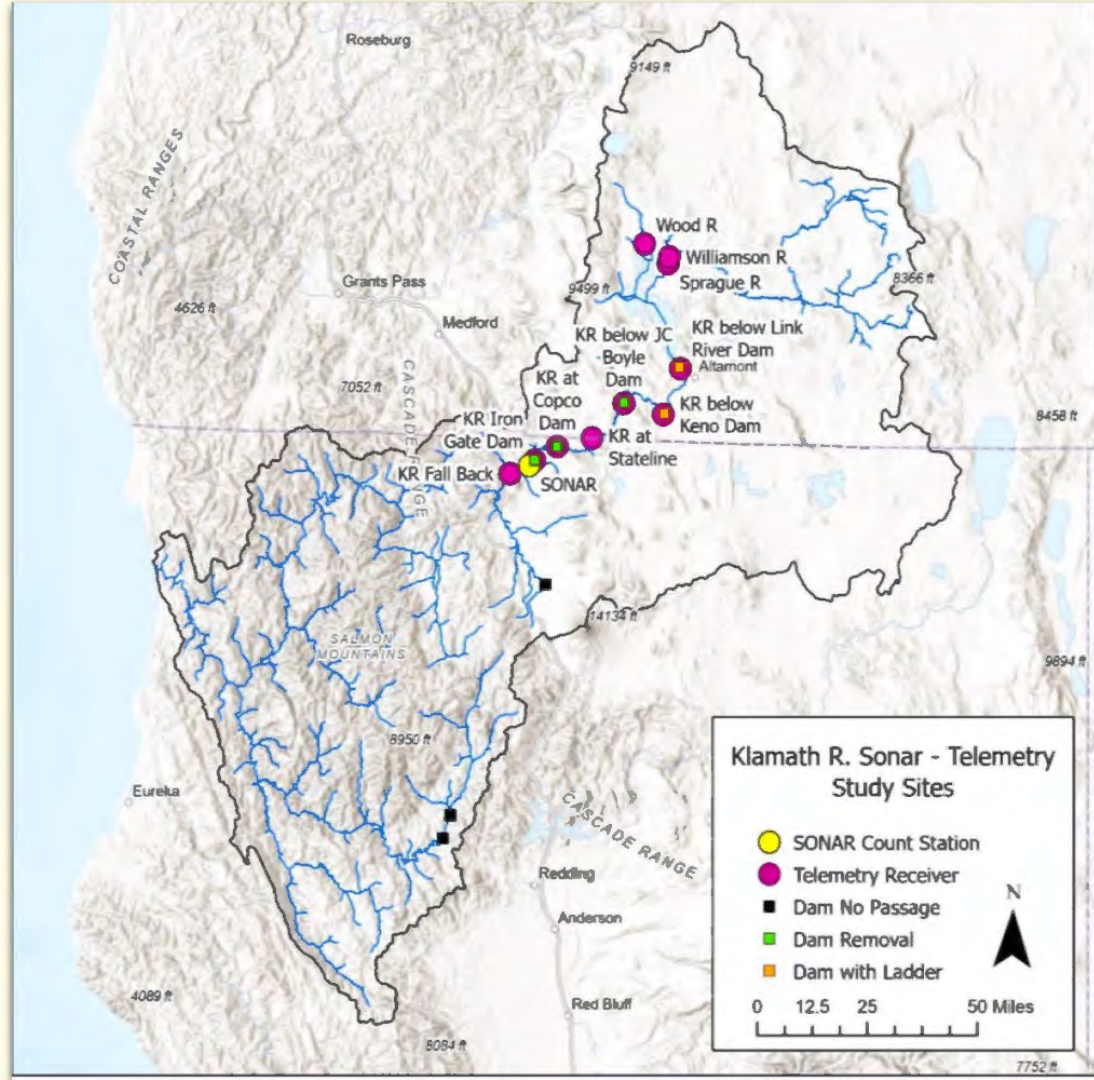 Roseburg
9149 ft
COASTAL RANGES
Wood R
Williamson R
Sprague R
8366 ft
9499 ft
Grants Pass
4626 ft
Medford
KR below JC
Boyle
Dam
KR below Link
River Dam
Altamont
7052 ft
CASCADE RANGE
KR at
Copco
Dam
KR below
Keno Dam
8458 ft
KR Iron
Gate Dam
KR at
Stateline
KR Fall Back
SONAR
14134 ft
SALMON
MOUNTAINS
9894 ft
8950 ft
Eureka
CASCADE RANGE
Redding
Anderson
4089 ft
Red Bluff
8084 ft
7752 ft
Klamath R. Sonar - Telemetry
Study Sites
SONAR Count Station
Telemetry Receiver
Dam No Passage
Dam Removal
Dam with Ladder
N
0 12.5 25 50 Miles